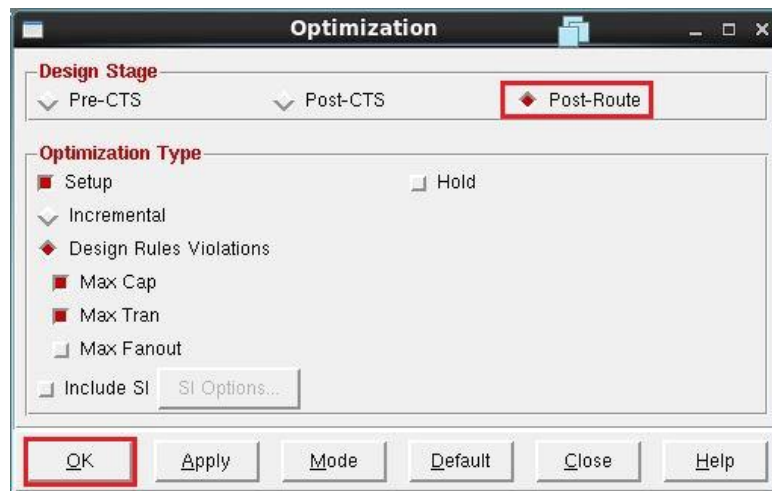 Optimization
Design Stage
Pre-CTS Post-CTS Post-Route
Optimization Type
Setup Hold
Incremental
Design Rules Violations
Max Cap
Max Tran
Max Fanout
Include SI SI Options...
OK Apply Mode Default Close Help